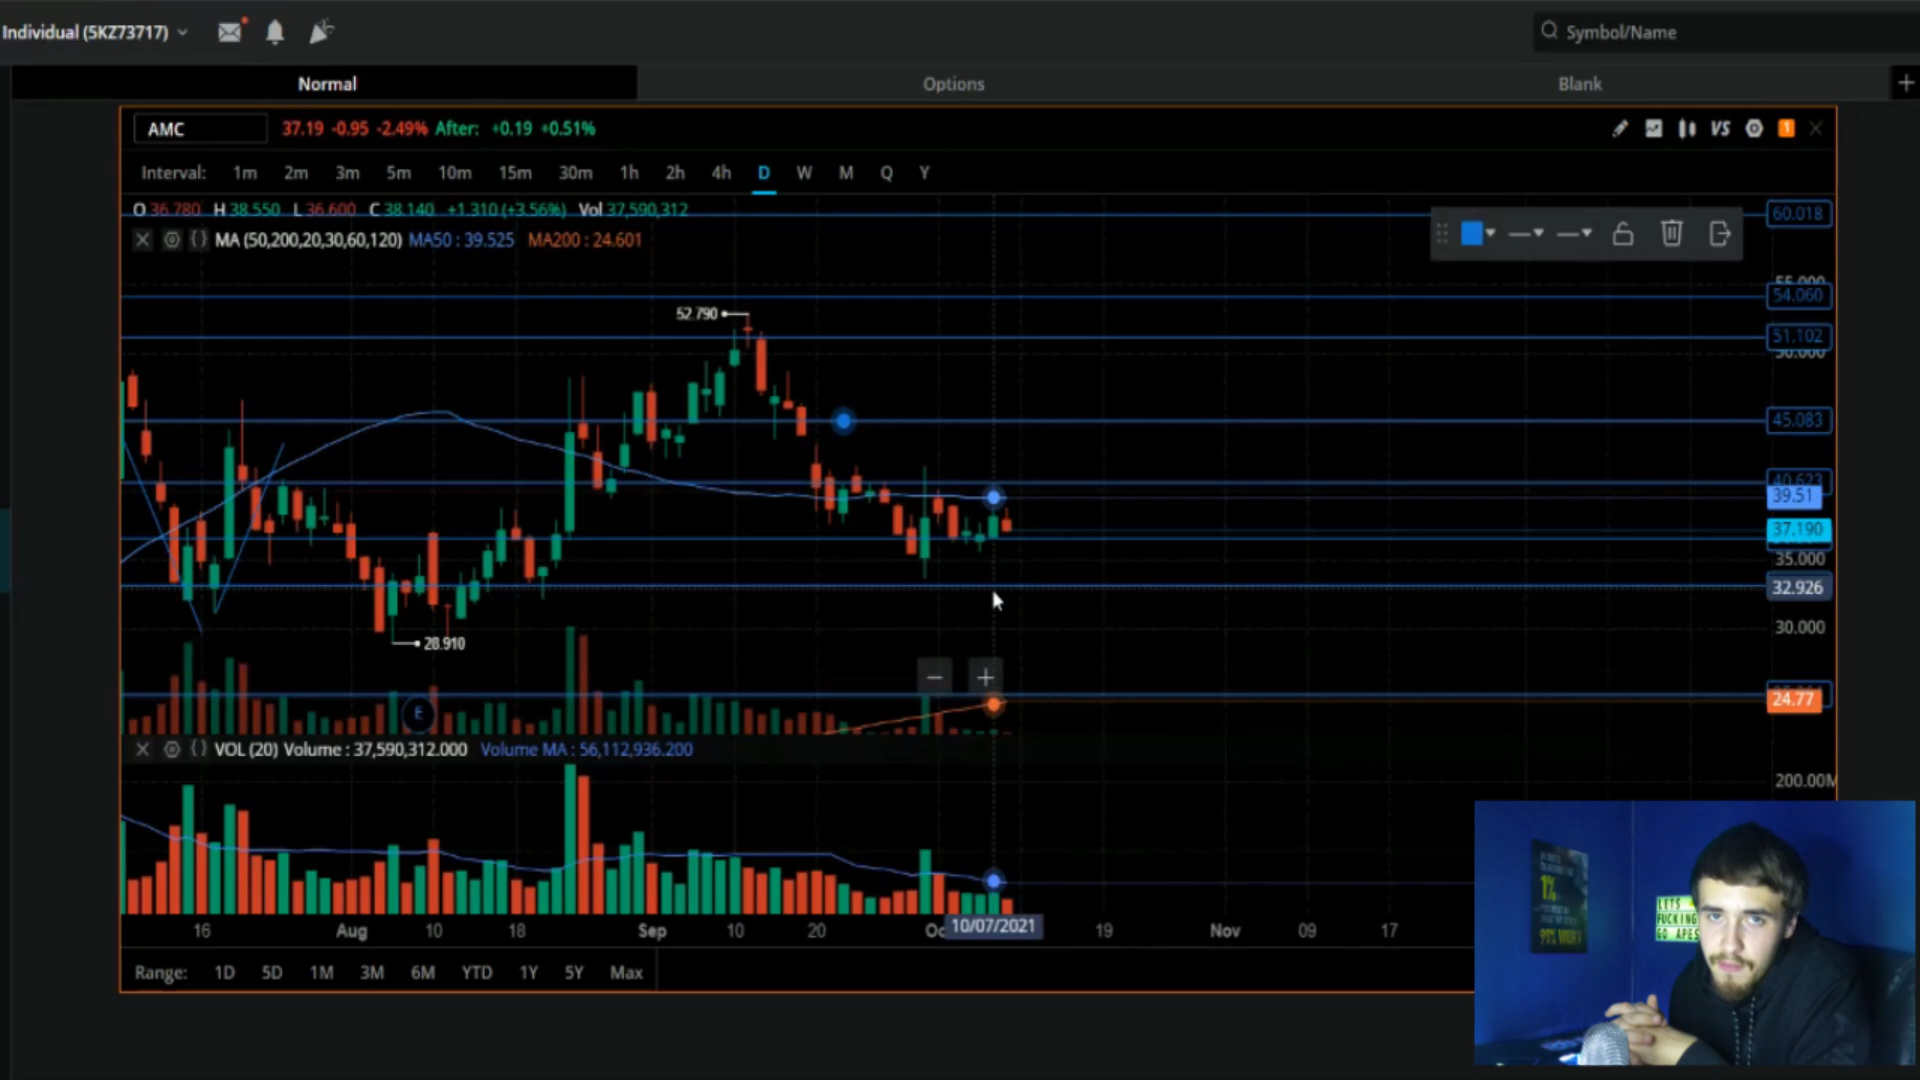 Individual (5KZ73717)
Symbol/Name
Normal
Options
Blank
AMC
37.19 -0.95 -2.49% After: +0.19 +0.51%
VS
1
Interval: 1m 2m 3m 5m 10m 15m 30m 1h 2h 4h D W M Q Y
O 36.780 H 38.550 L 36.600 C 38.140 +1.310 (+3.56%) Vol 37,590,312
MA (50,200,20,30,60,120) MA50 : 39.525 MA200 : 24.601
60.018
55.000
54.060
52.790
51.102
50.000
45.083
40.623
39.51
37.190
35.000
32.926
30.000
28.910
24.77
E
VOL (20) Volume : 37,590,312.000 Volume MA : 56,112,936.200
200.00M
16 Aug 10 18 Sep 10 20 Oc 10/07/2021 19 Nov 09 17
Range: 1D 5D 1M 3M 6M YTD 1Y 5Y Max
1%
LETS
FUCKING
GO APES